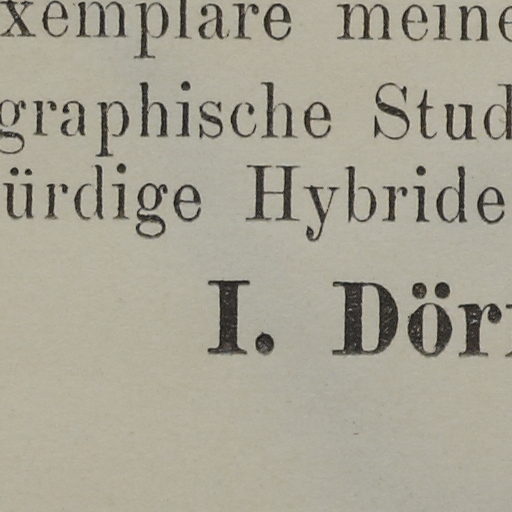 xemplare meine
graphische Stud
ürdige Hybride
I. Dör